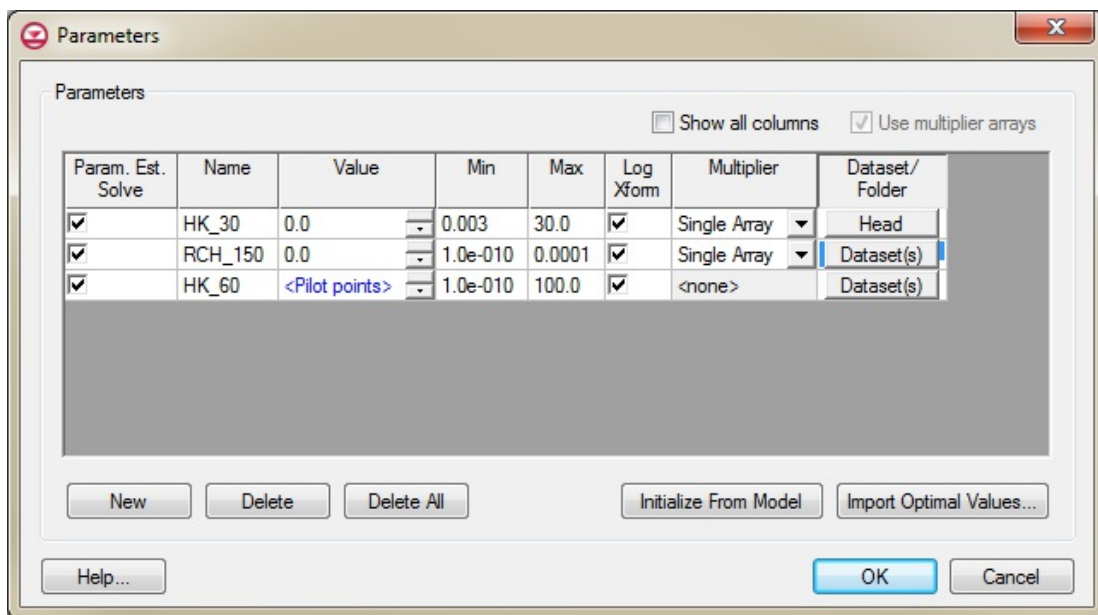 Parameters
Parameters
Show all columns Use multiplier arrays
Param. Est. Solve Name Value Min Max Log Xform Multiplier Dataset/ Folder
HK_30 0.0 0.003 30.0 Single Array Head
RCH_150 0.0 1.0e-010 0.0001 Single Array Dataset(s)
HK_60 <Pilot points> 1.0e-010 100.0 <none> Dataset(s)
New Delete Delete All Initialize From Model Import Optimal Values...
Help... OK Cancel